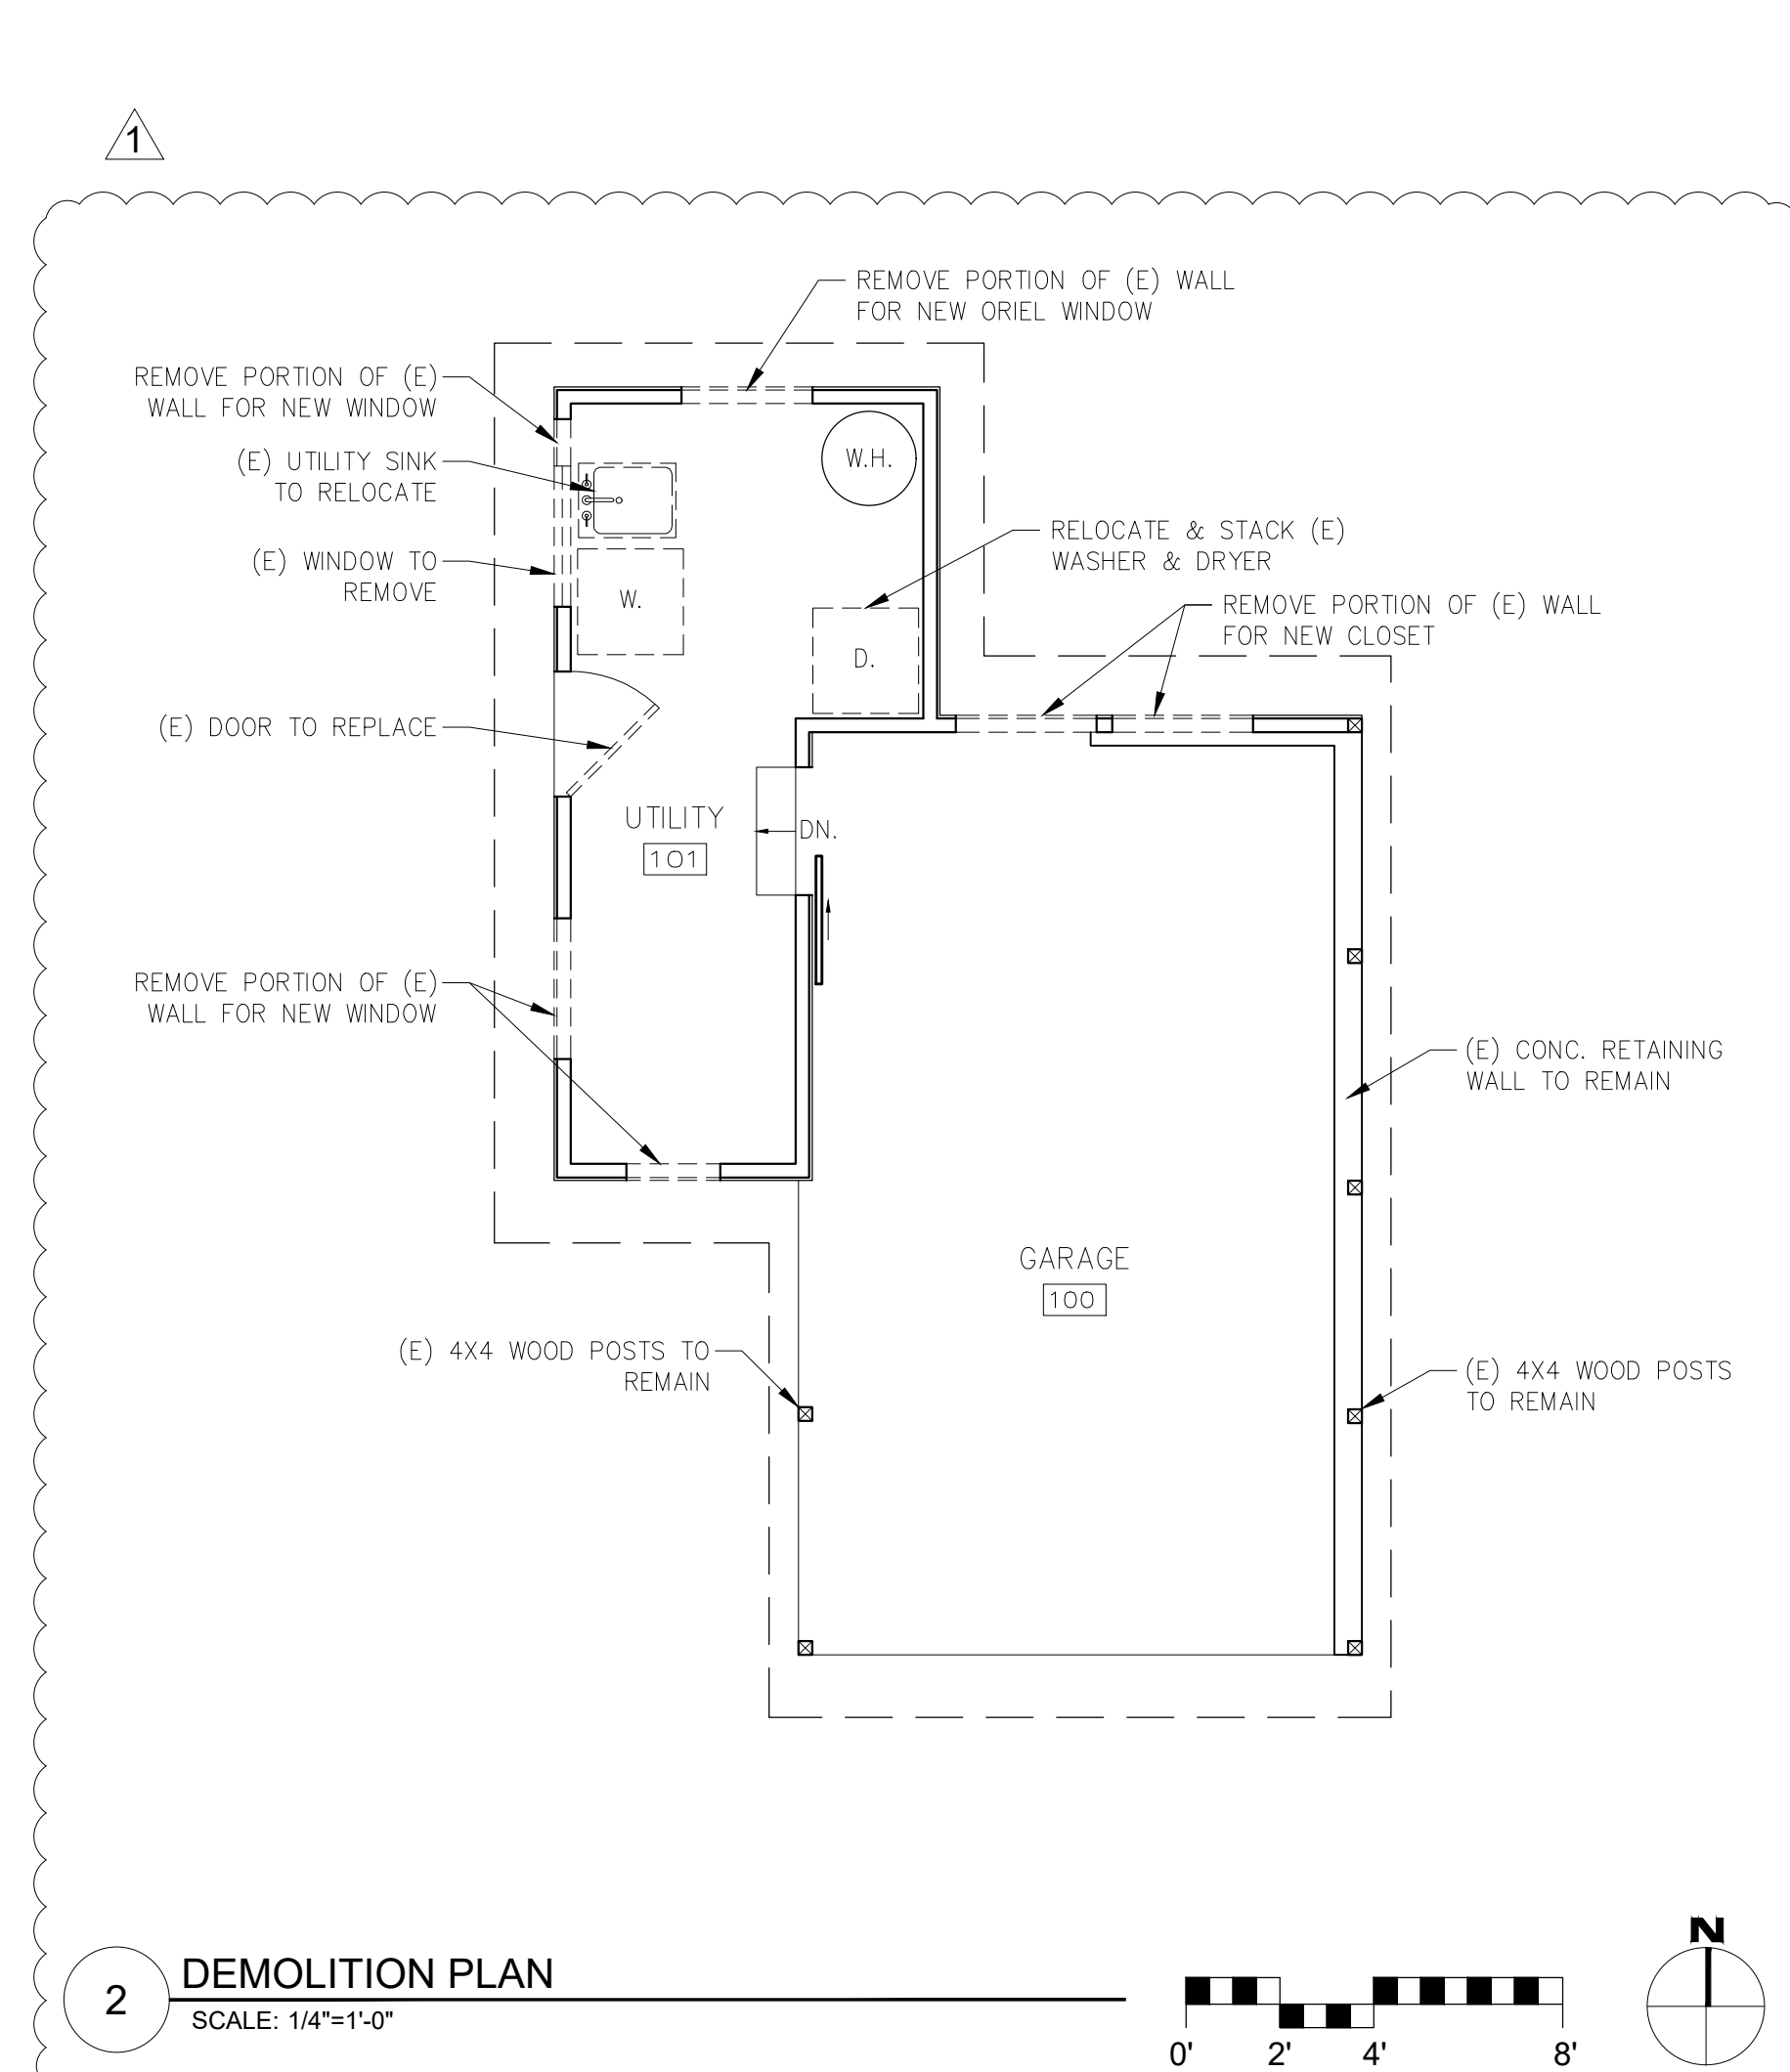 1
REMOVE PORTION OF (E) WALL
FOR NEW ORIEL WINDOW
REMOVE PORTION OF (E)
WALL FOR NEW WINDOW
(E) UTILITY SINK
TO RELOCATE
W.H.
RELOCATE & STACK (E)
WASHER & DRYER
(E) WINDOW TO
REMOVE
W.
REMOVE PORTION OF (E) WALL
FOR NEW CLOSET
D.
(E) DOOR TO REPLACE
UTILITY
101
DN.
REMOVE PORTION OF (E)
WALL FOR NEW WINDOW
(E) CONC. RETAINING
WALL TO REMAIN
GARAGE
100
(E) 4X4 WOOD POSTS TO
REMAIN
(E) 4X4 WOOD POSTS
TO REMAIN
2
DEMOLITION PLAN
SCALE: 1/4"=1'-0"
0' 2' 4' 8'
N